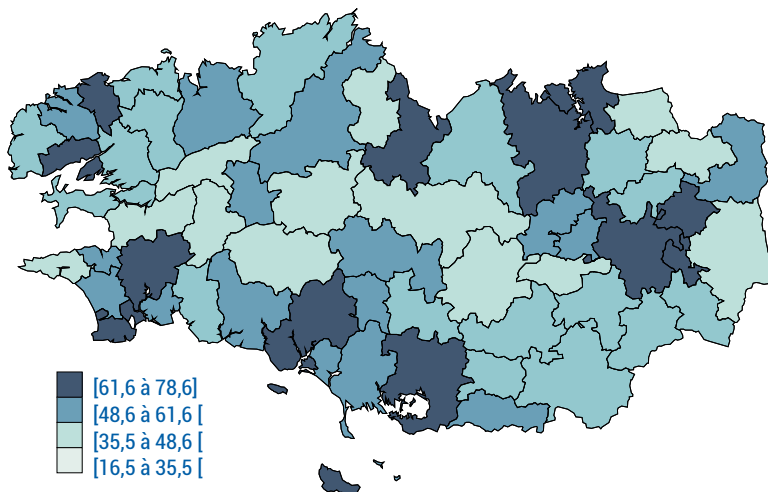 [61,6 à 78,6]
[48,6 à 61,6 [
[35,5 à 48,6 [
[16,5 à 35,5 [